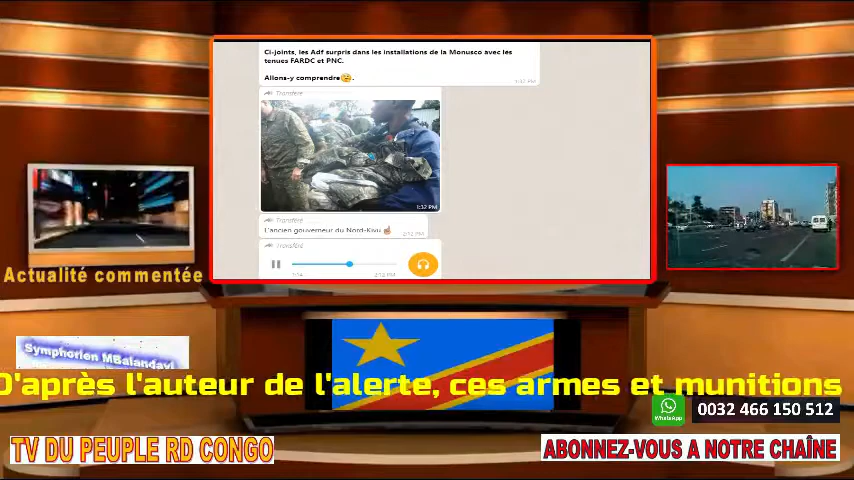 Ci-joints, les Adf surpris dans les installations de la Monusco avec les
tenues FARDC et PNC.
Allons-y comprendre
1:32 PM
Transféré
1:32 PM
Transféré
L'ancien gouverneur du Nord-Kivu
2:12 PM
Transféré
1:14
2:12 PM
Actualité commentée
Symphorien MBalandavi
D'après l'auteur de l'alerte, ces armes et munitions
WhatsApp
0032 466 150 512
TV DU PEUPLE RD CONGO
ABONNEZ-VOUS A NOTRE CHAÎNE